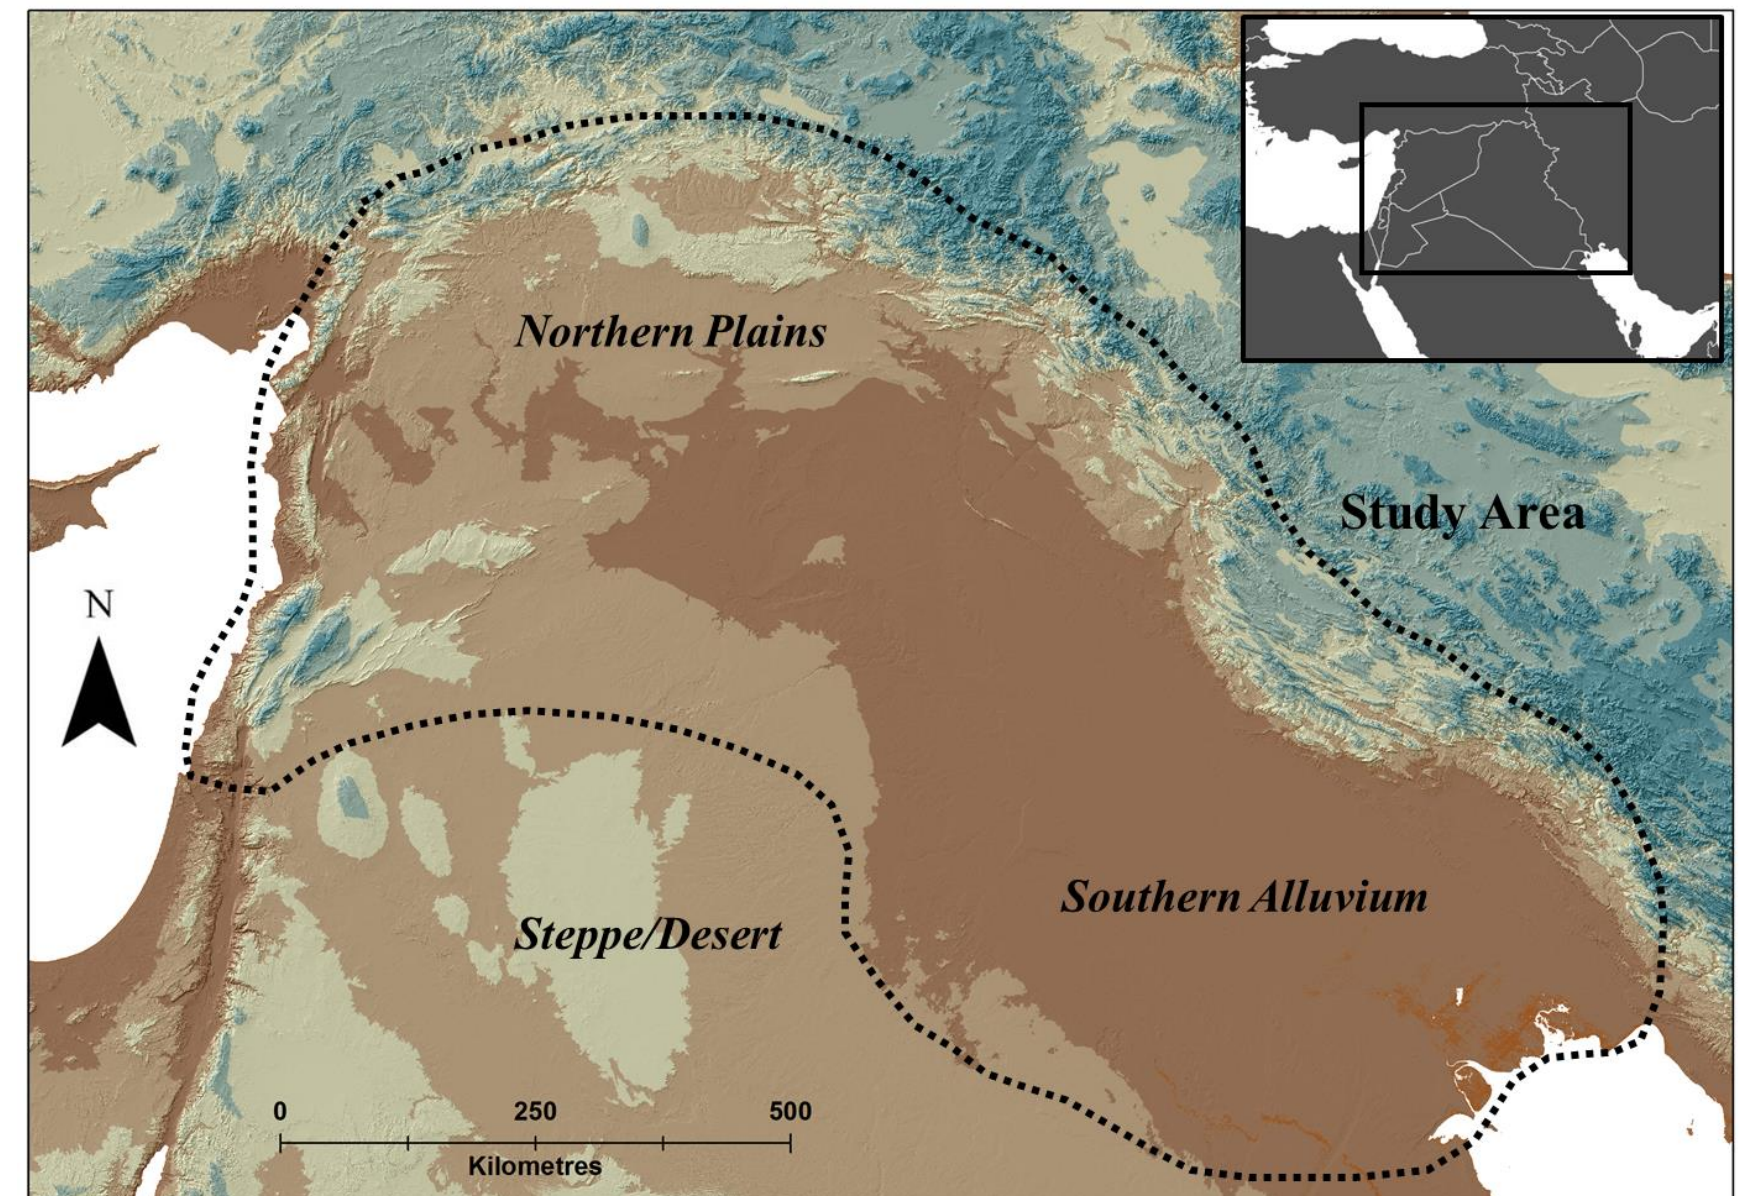 Northern Plains
Study Area
N
Southern Alluvium
Steppe/Desert
0 250 500
Kilometres